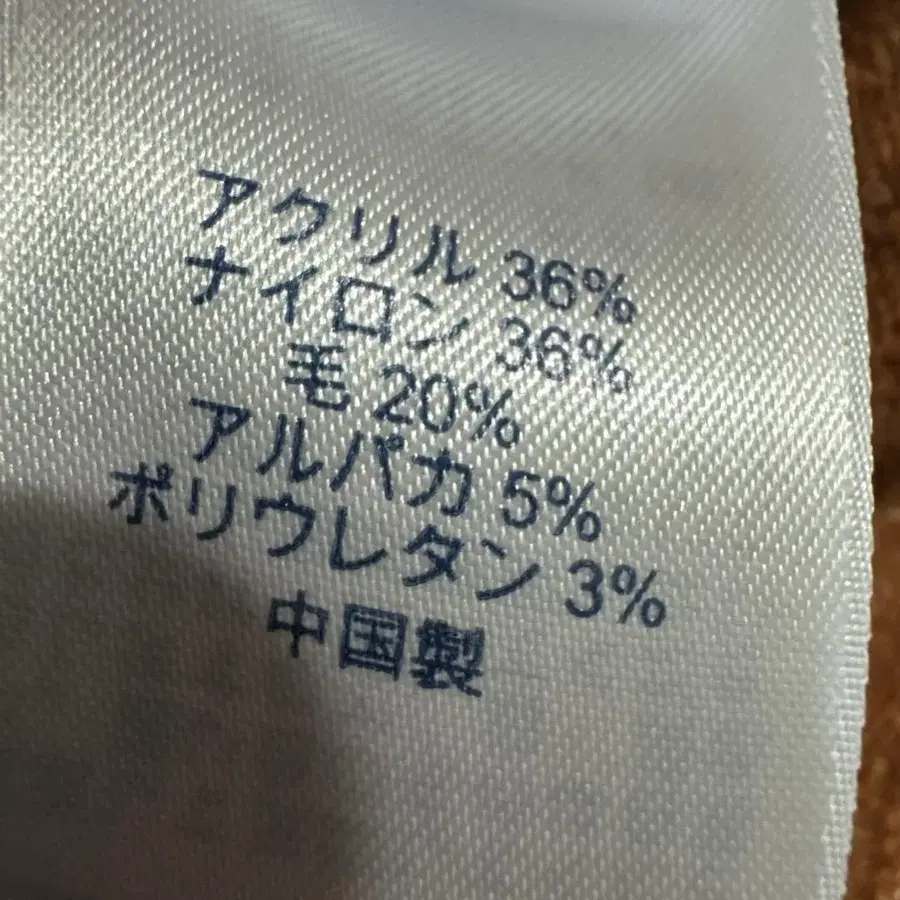 アクリル 36%
ナイロン 36%
毛 20%
アルパカ 5%
ポリウレタン 3%
中国製